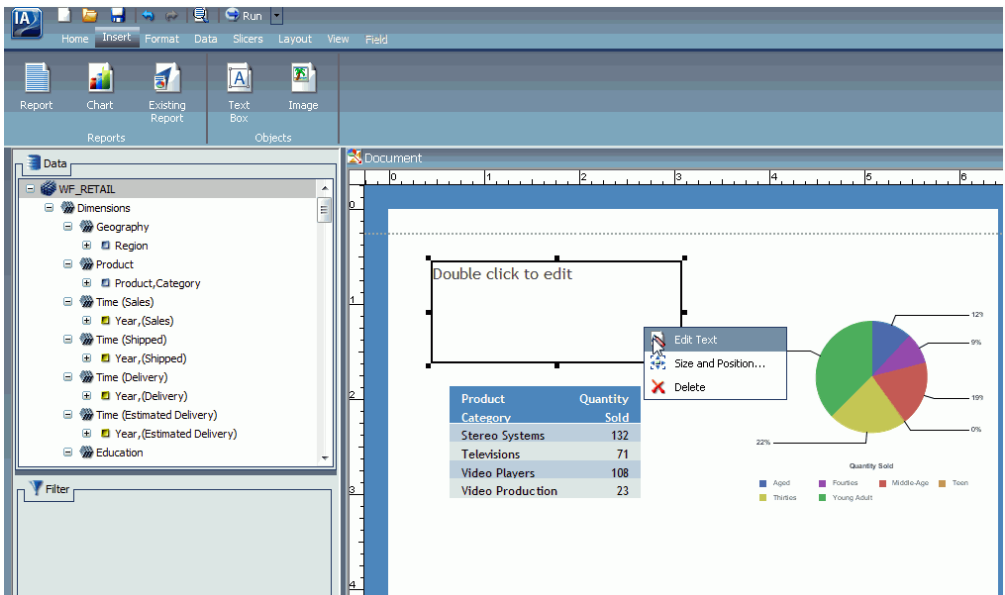 IA
Run
Home Insert Format Data Slicers Layout View Field
Report
Chart
Existing
Report
Text
Box
Image
Reports
Objects
Data
WF_RETAIL
Dimensions
Geography
Region
Product
Product,Category
Time (Sales)
Year,(Sales)
Time (Shipped)
Year,(Shipped)
Time (Delivery)
Year,(Delivery)
Time (Estimated Delivery)
Year,(Estimated Delivery)
Education
Filter
Document
0 1 2 3 4 5 6
0
1
2
3
4
Double click to edit
Edit Text
Size and Position...
Delete
Product Quantity
Category Sold
Stereo Systems 132
Televisions 71
Video Players 108
Video Production 23
12%
9%
19%
0%
22%
Quantity Sold
Aged Fourties Middle-Age Teen
Thirties Young Adult